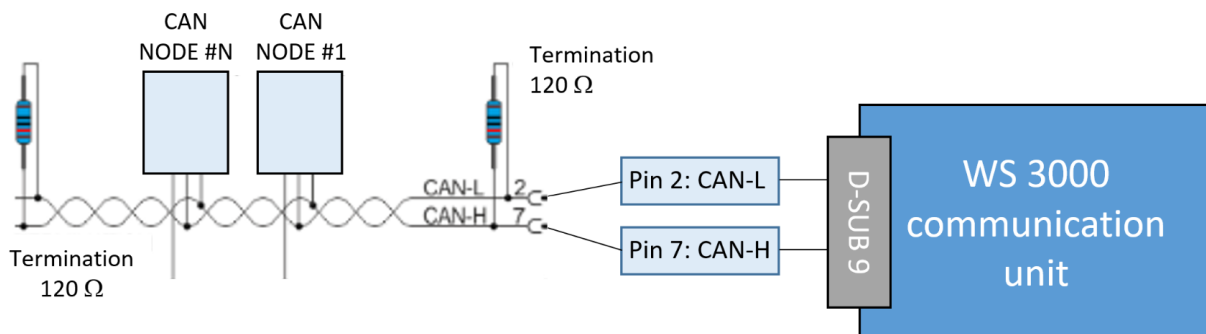 CAN
NODE #N
CAN
NODE #1
Termination
120 Ω
CAN-L 2
CAN-H 7
Termination
120 Ω
Pin 2: CAN-L
Pin 7: CAN-H
D-SUB 9
WS 3000
communication
unit